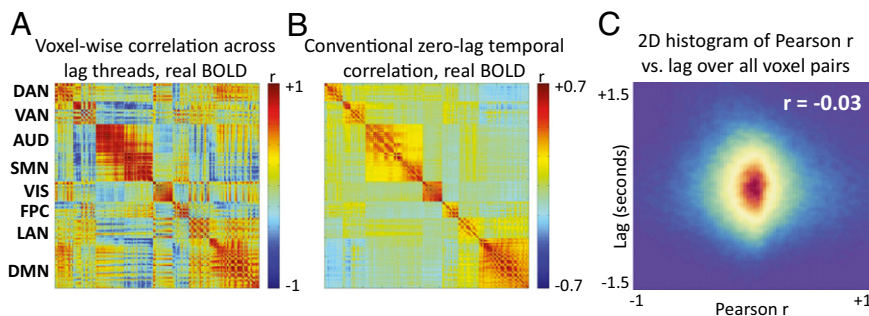 A
Voxel-wise correlation across
lag threads, real BOLD
r
+1
-1
DAN
VAN
AUD
SMN
VIS
FPC
LAN
DMN
B
Conventional zero-lag temporal
correlation, real BOLD
r
+0.7
-0.7
C
2D histogram of Pearson r
vs. lag over all voxel pairs
+1.5
r = -0.03
Lag (seconds)
-1.5
-1
+1
Pearson r